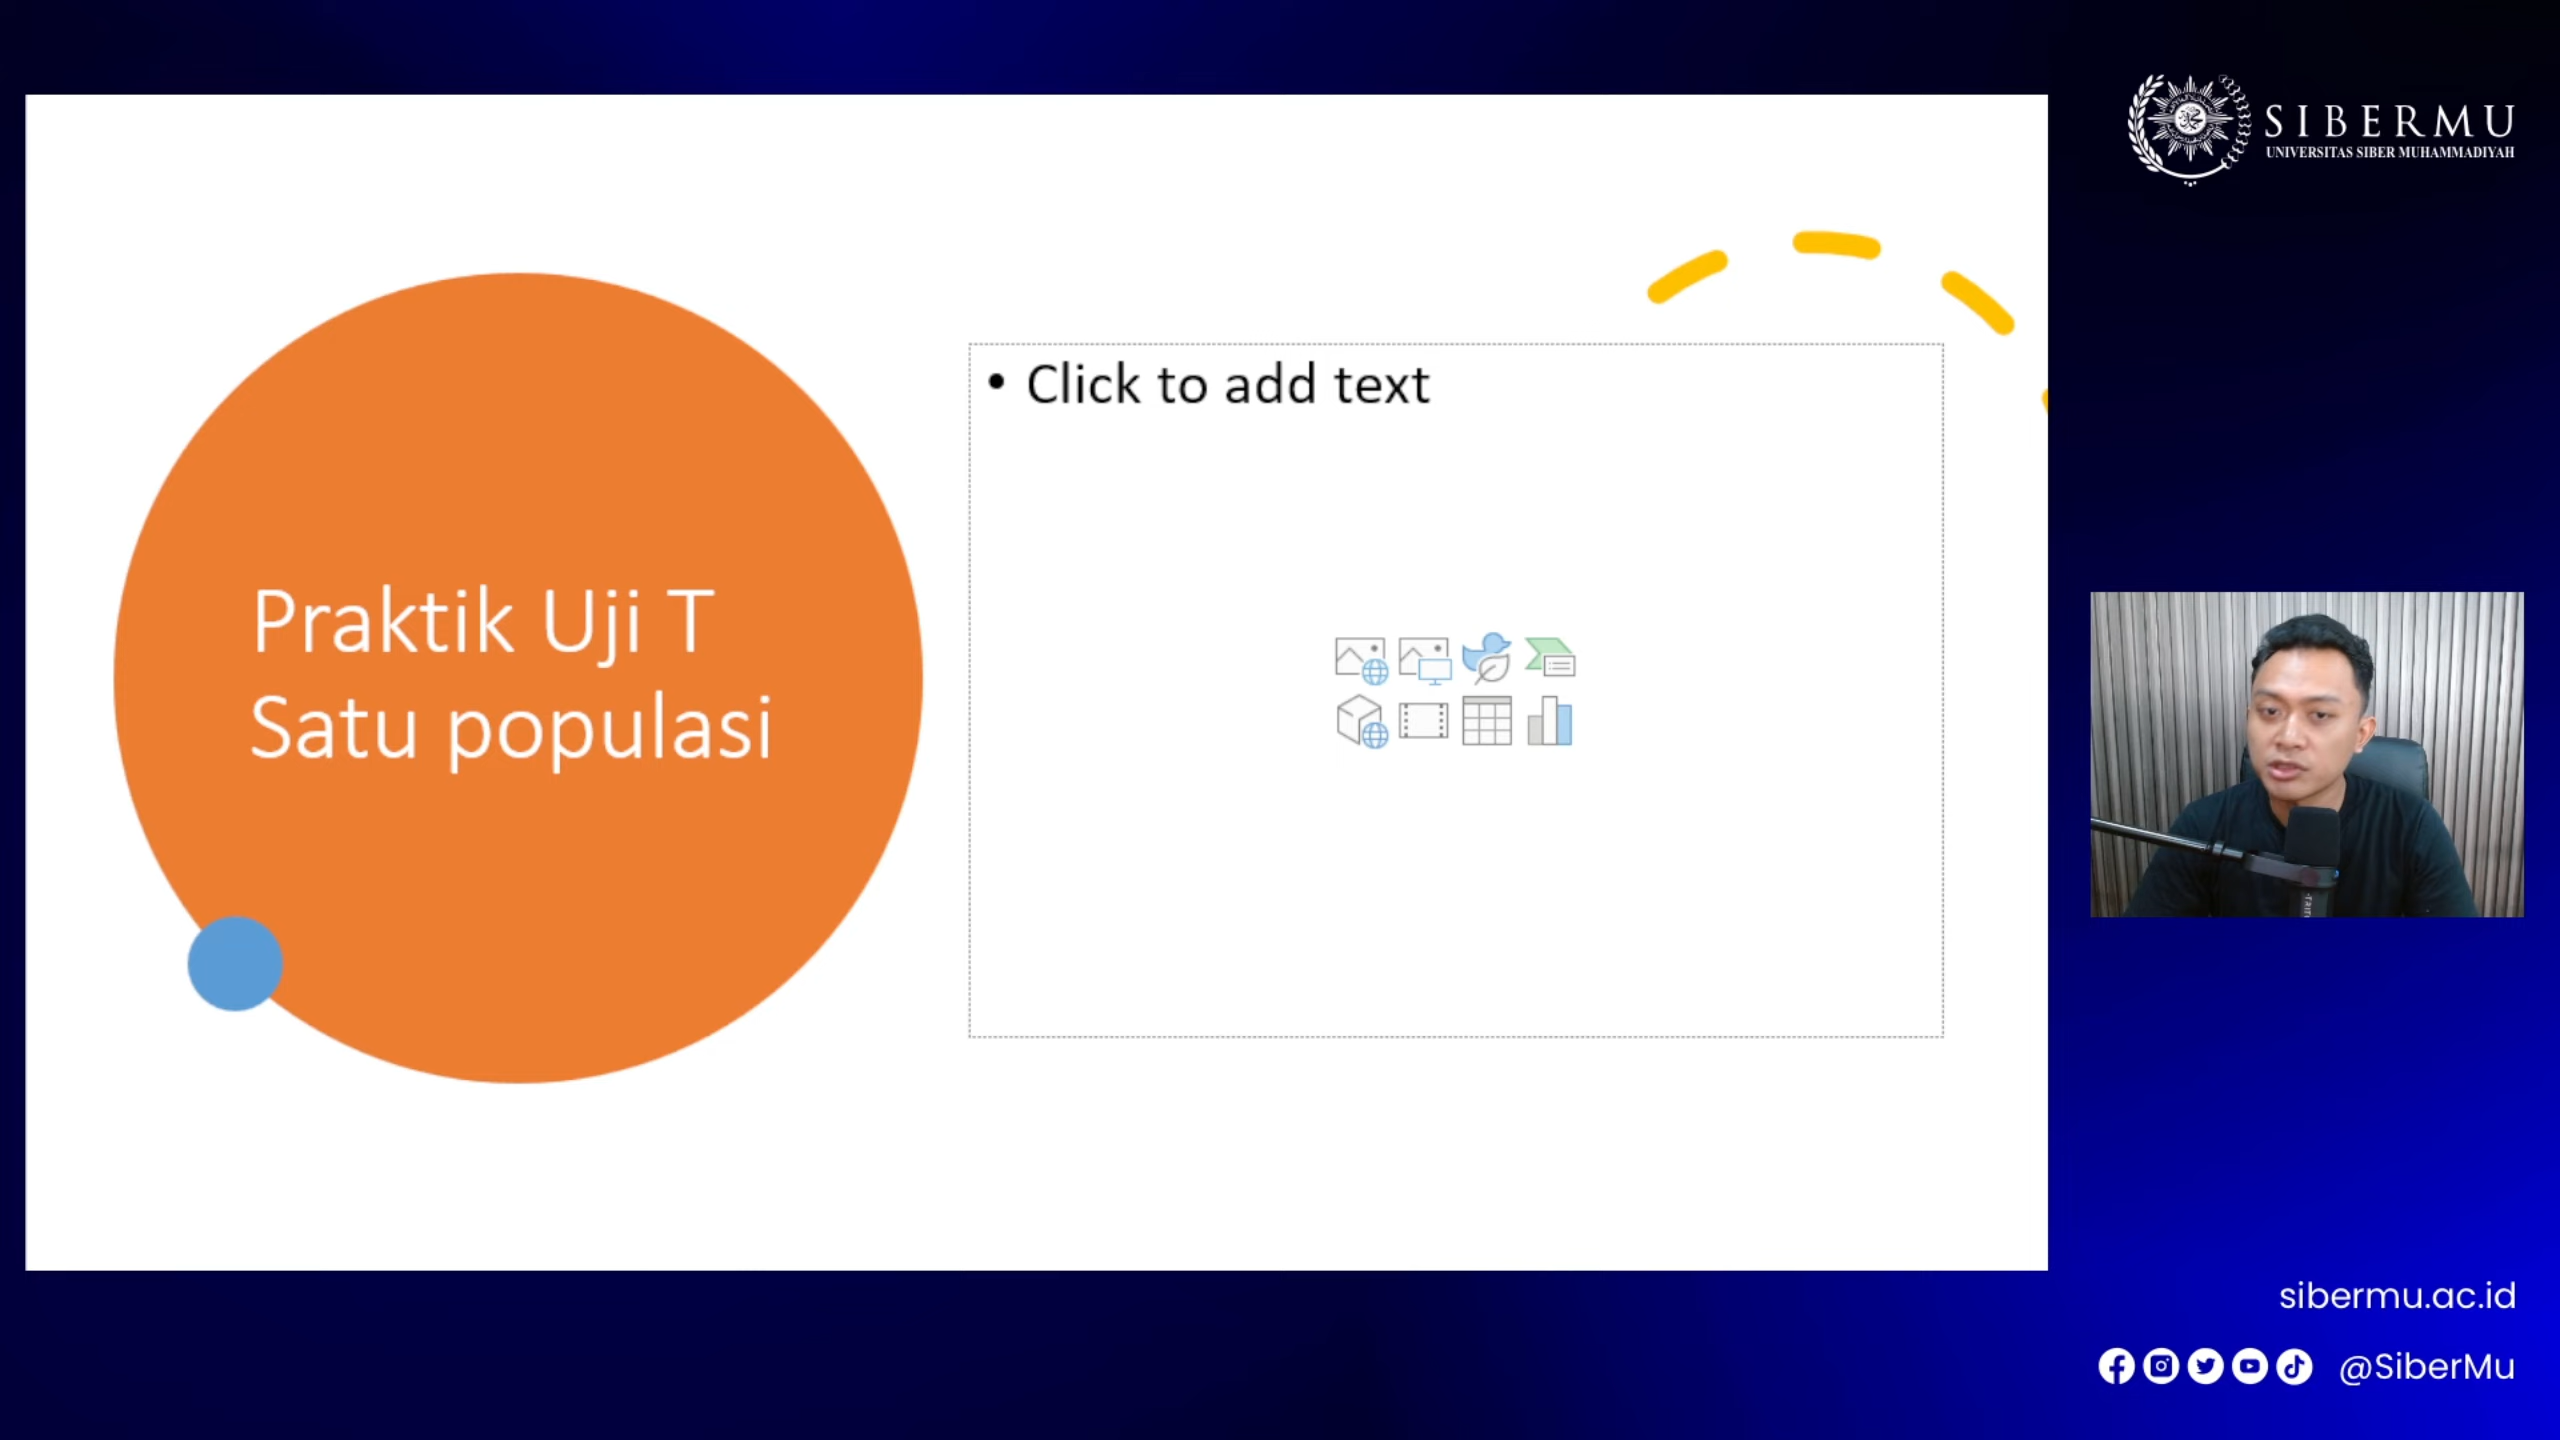 SIBERMU
UNIVERSITAS SIBER MUHAMMADIYAH
Praktik Uji T
Satu populasi
• Click to add text
sibermu.ac.id
@SiberMu